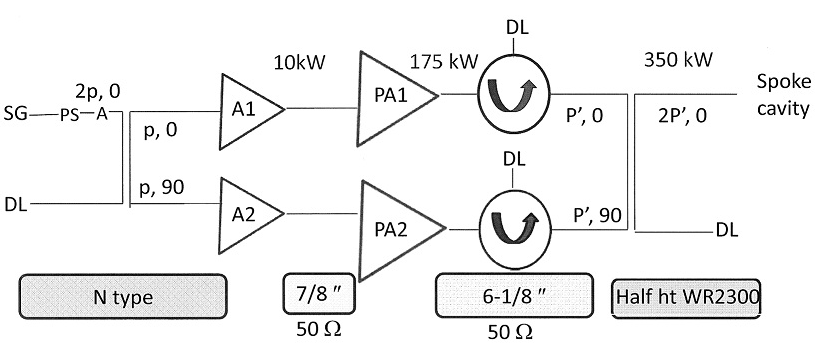 DL
10kW
175 kW
350 kW
2p, 0
Spoke
cavity
SG
PS
A
A1
PA1
p, 0
P’, 0
2P’, 0
DL
p, 90
DL
A2
PA2
P’, 90
DL
N type
7/8 ″
6-1/8 ″
Half ht WR2300
50 Ω
50 Ω